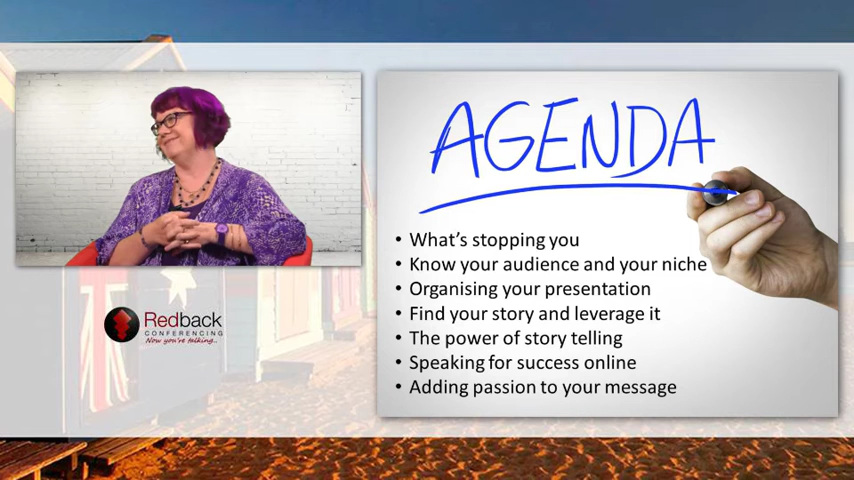 AGENDA
• What's stopping you
• Know your audience and your niche
• Organising your presentation
• Find your story and leverage it
• The power of story telling
• Speaking for success online
• Adding passion to your message
Redback
CONFERENCING
Now you're talking..